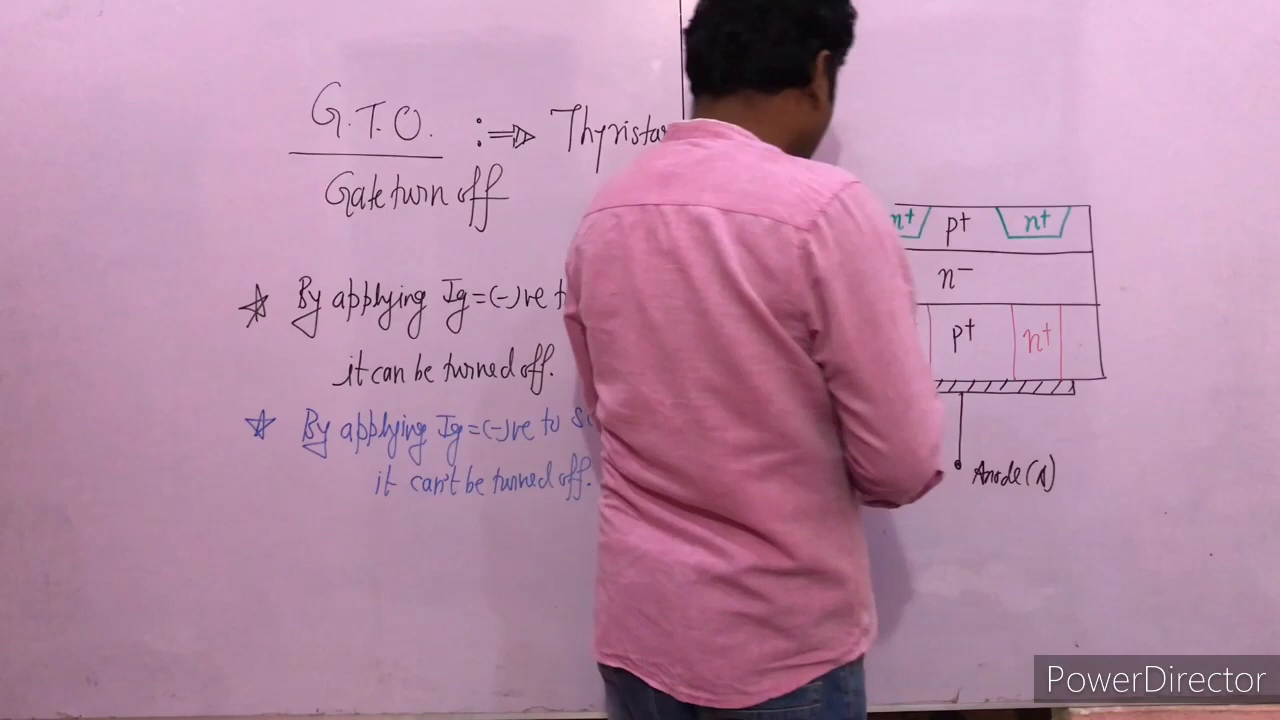 G.T.O. :⇒ Thyristor
Gate turn off
☆ By applying Ig=(-)ve to
it can be turned off.
☆ By applying Ig=(-)ve to
it can't be turned off.
n+ p+ n+
n−
p+ n+
Anode (A)
PowerDirector